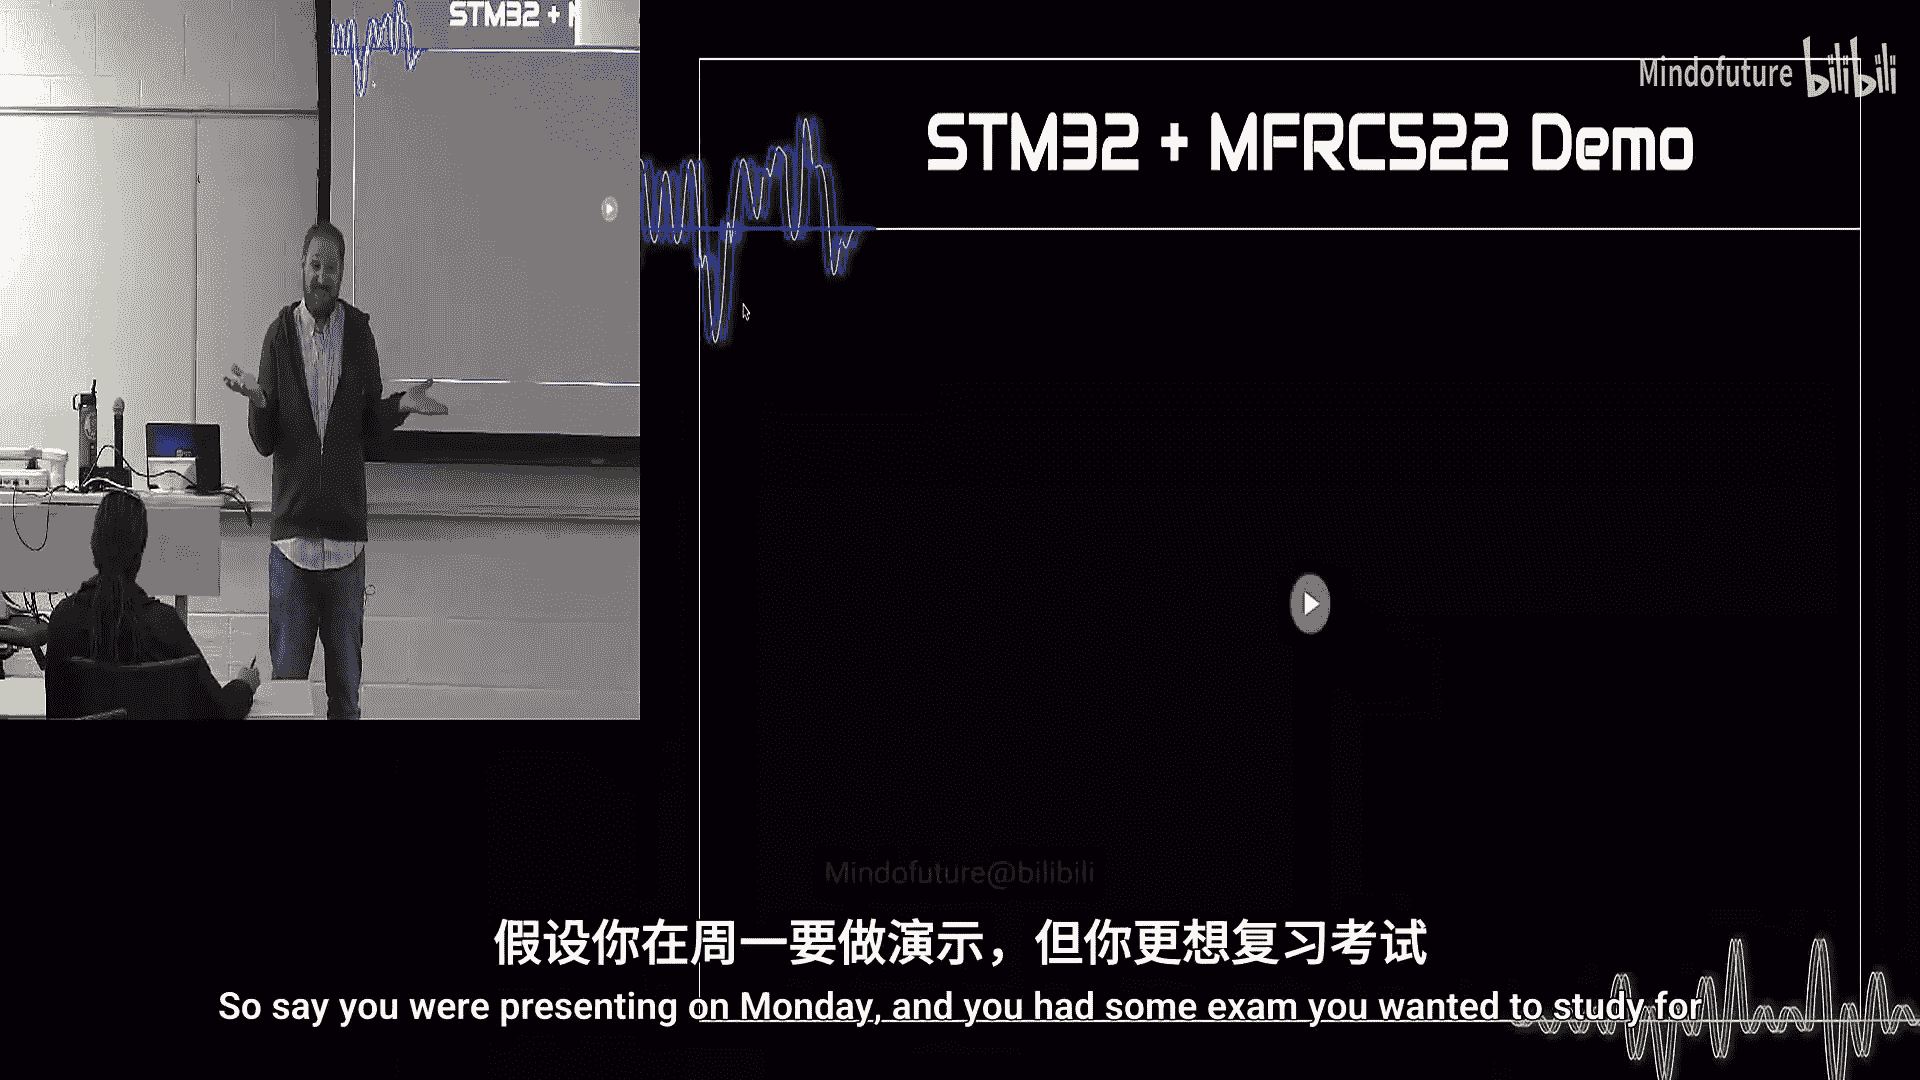 STM32 +
Mindofuture bilibili
STM32 + MFRC522 Demo
Mindofuture@bilibili
假设你在周一要做演示，但你更想复习考试
So say you were presenting on Monday, and you had some exam you wanted to study for